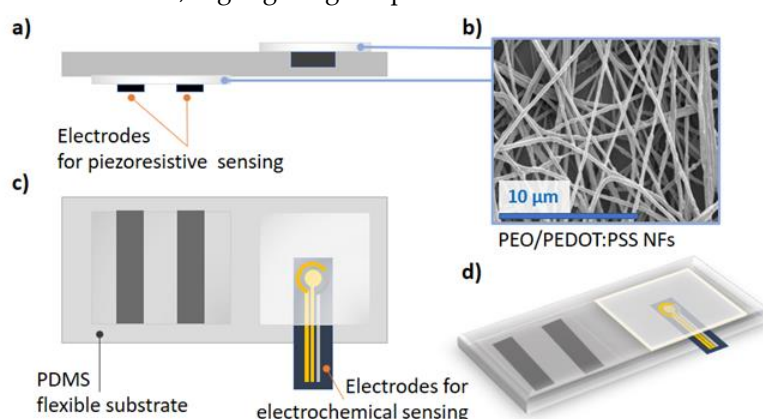 a)
b)
Electrodes
for piezoresistive sensing
10 µm
PEO/PEDOT:PSS NFs
c)
d)
PDMS
flexible substrate
Electrodes for
electrochemical sensing